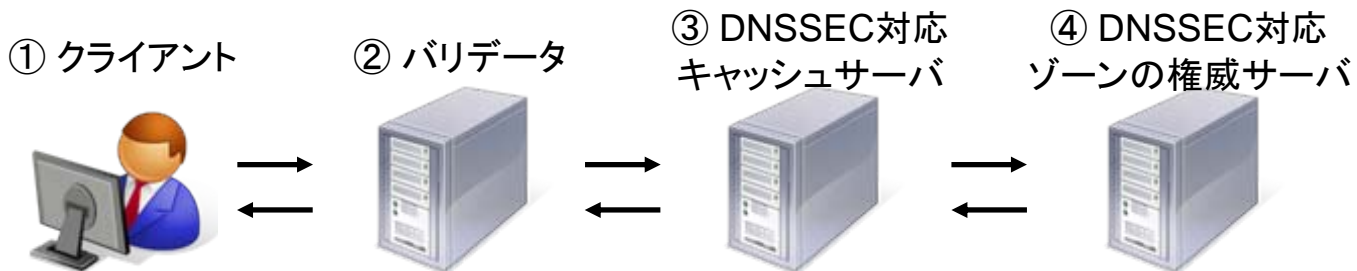 ① クライアント
② バリデータ
③ DNSSEC対応
キャッシュサーバ
④ DNSSEC対応
ゾーンの権威サーバ